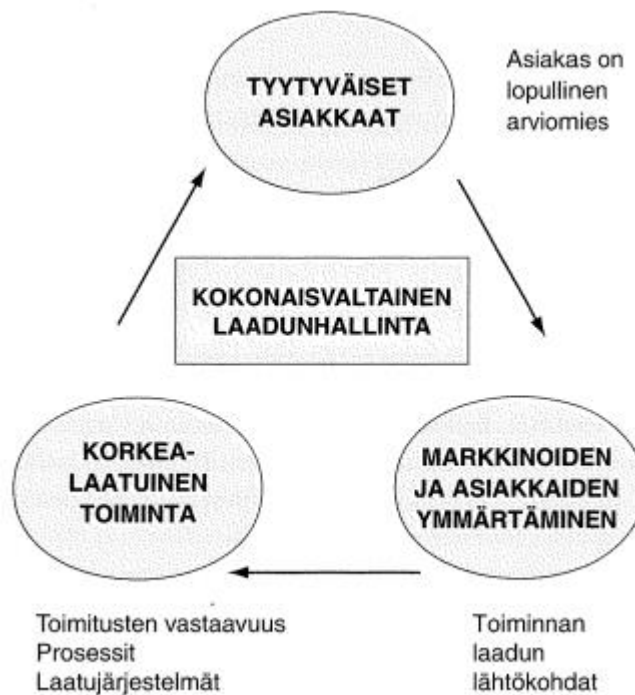 TYYTYVÄISET
ASIAKKAAT
Asiakas on
lopullinen
arviomies
KOKONAISVALTAINEN
LAADUNHALLINTA
KORKEA-
LAATUINEN
TOIMINTA
MARKKINOIDEN
JA ASIAKKAIDEN
YMMÄRTÄMINEN
Toimitusten vastaavuus
Prosessit
Laatujärjestelmät
Toiminnan
laadun
lähtökohdat